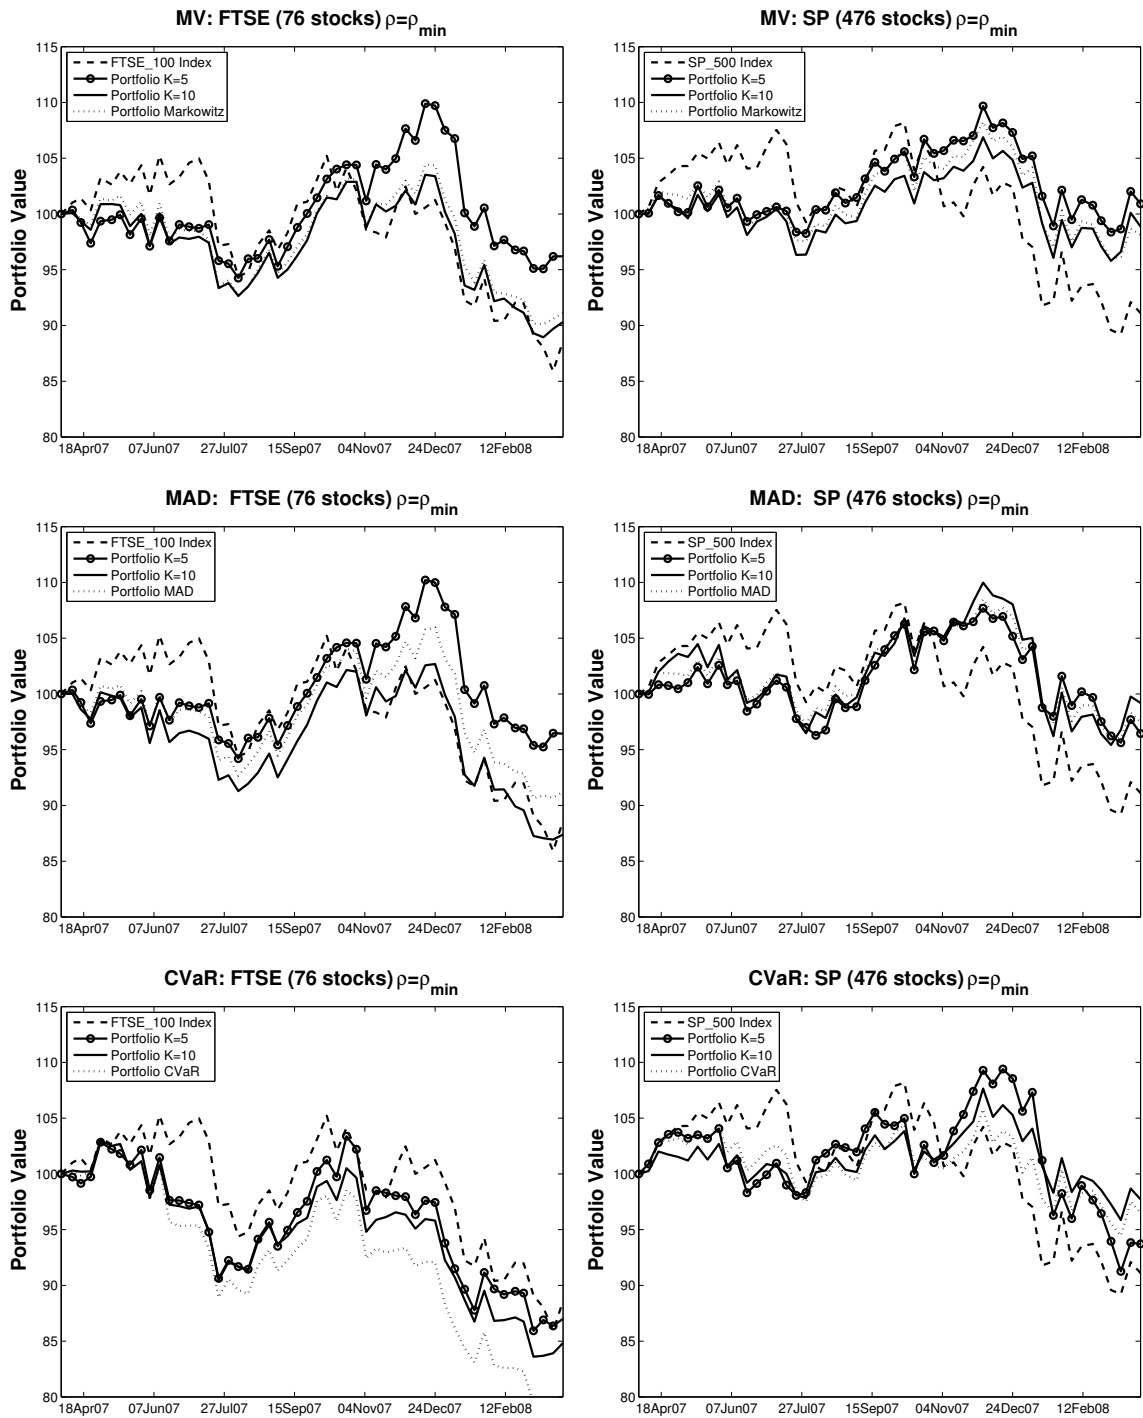 MV: FTSE (76 stocks) ρ=ρmin
115
110
105
100
95
90
85
80
Portfolio Value
FTSE_100 Index
Portfolio K=5
Portfolio K=10
Portfolio Markowitz
18Apr07 07Jun07 27Jul07 15Sep07 04Nov07 24Dec07 12Feb08
MV: SP (476 stocks) ρ=ρmin
115
110
105
100
95
90
85
80
Portfolio Value
SP_500 Index
Portfolio K=5
Portfolio K=10
Portfolio Markowitz
18Apr07 07Jun07 27Jul07 15Sep07 04Nov07 24Dec07 12Feb08
MAD: FTSE (76 stocks) ρ=ρmin
115
110
105
100
95
90
85
80
Portfolio Value
FTSE_100 Index
Portfolio K=5
Portfolio K=10
Portfolio MAD
18Apr07 07Jun07 27Jul07 15Sep07 04Nov07 24Dec07 12Feb08
MAD: SP (476 stocks) ρ=ρmin
115
110
105
100
95
90
85
80
Portfolio Value
SP_500 Index
Portfolio K=5
Portfolio K=10
Portfolio MAD
18Apr07 07Jun07 27Jul07 15Sep07 04Nov07 24Dec07 12Feb08
CVaR: FTSE (76 stocks) ρ=ρmin
115
110
105
100
95
90
85
80
Portfolio Value
FTSE_100 Index
Portfolio K=5
Portfolio K=10
Portfolio CVaR
18Apr07 07Jun07 27Jul07 15Sep07 04Nov07 24Dec07 12Feb08
CVaR: SP (476 stocks) ρ=ρmin
115
110
105
100
95
90
85
80
Portfolio Value
SP_500 Index
Portfolio K=5
Portfolio K=10
Portfolio CVaR
18Apr07 07Jun07 27Jul07 15Sep07 04Nov07 24Dec07 12Feb08